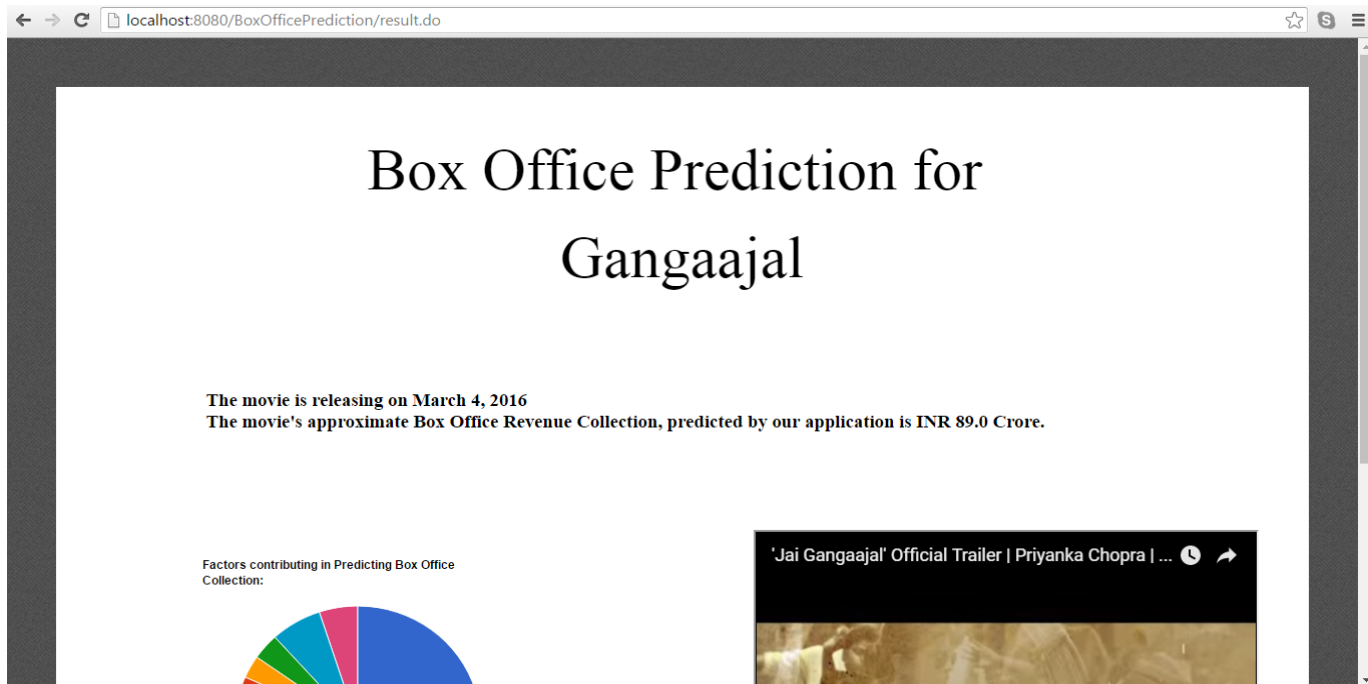 localhost:8080/BoxOfficePrediction/result.do
S
Box Office Prediction for
Gangaajal
The movie is releasing on March 4, 2016
The movie's approximate Box Office Revenue Collection, predicted by our application is INR 89.0 Crore.
Factors contributing in Predicting Box Office
Collection:
'Jai Gangaajal' Official Trailer | Priyanka Chopra | ...